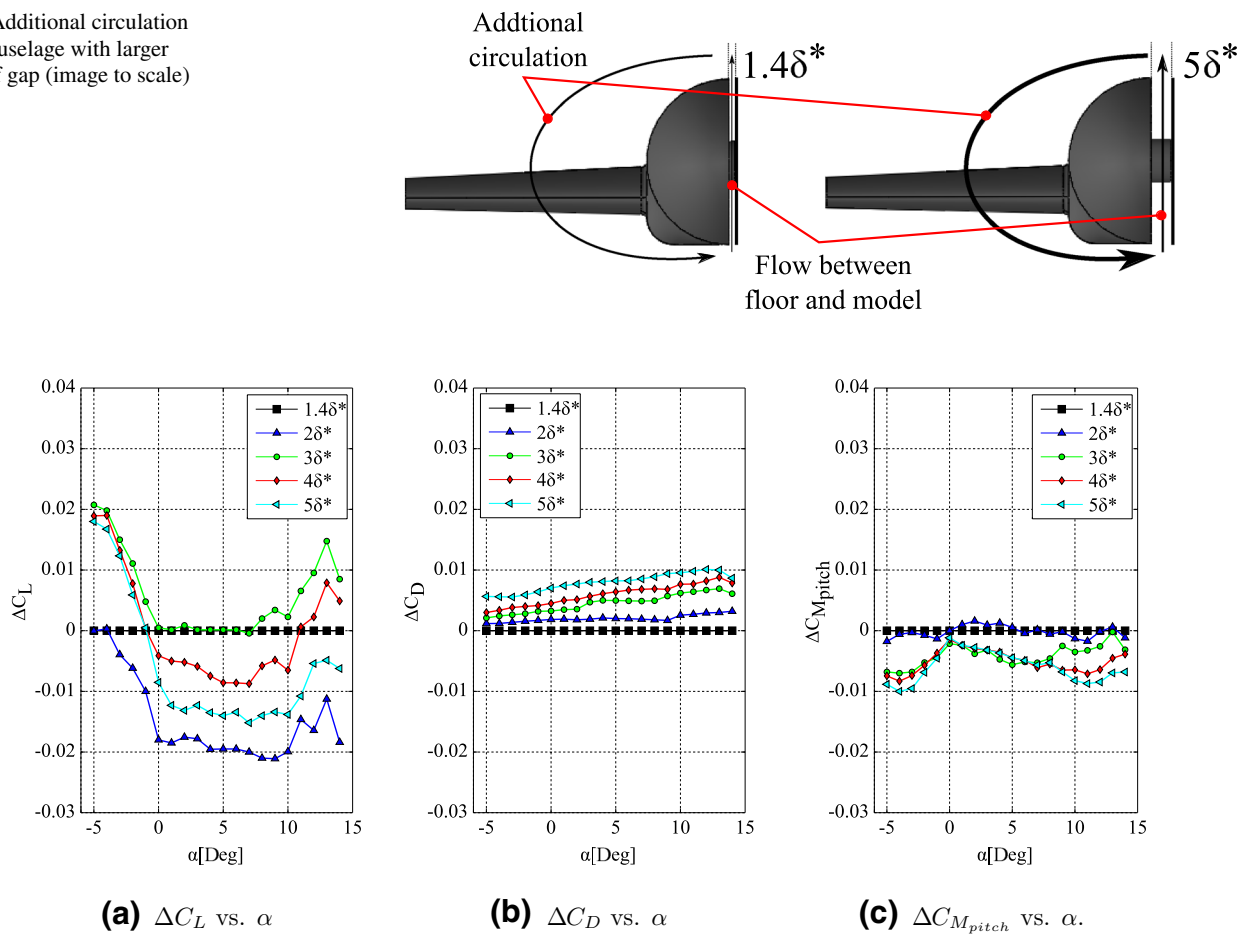 Additional circulation
uselage with larger
f gap (image to scale)
Addtional
circulation
1.4δ*
5δ*
Flow between
floor and model
0.04
0.03
0.02
0.01
0
-0.01
-0.02
-0.03
ΔC_L
1.4δ*
2δ*
3δ*
4δ*
5δ*
-5 0 5 10 15
α[Deg]
(a) ΔC_L vs. α
0.04
0.03
0.02
0.01
0
-0.01
-0.02
-0.03
ΔC_D
1.4δ*
2δ*
3δ*
4δ*
5δ*
-5 0 5 10 15
α[Deg]
(b) ΔC_D vs. α
0.04
0.03
0.02
0.01
0
-0.01
-0.02
-0.03
ΔC_Mpitch
1.4δ*
2δ*
3δ*
4δ*
5δ*
-5 0 5 10 15
α[Deg]
(c) ΔC_{M_{pitch}} vs. α.